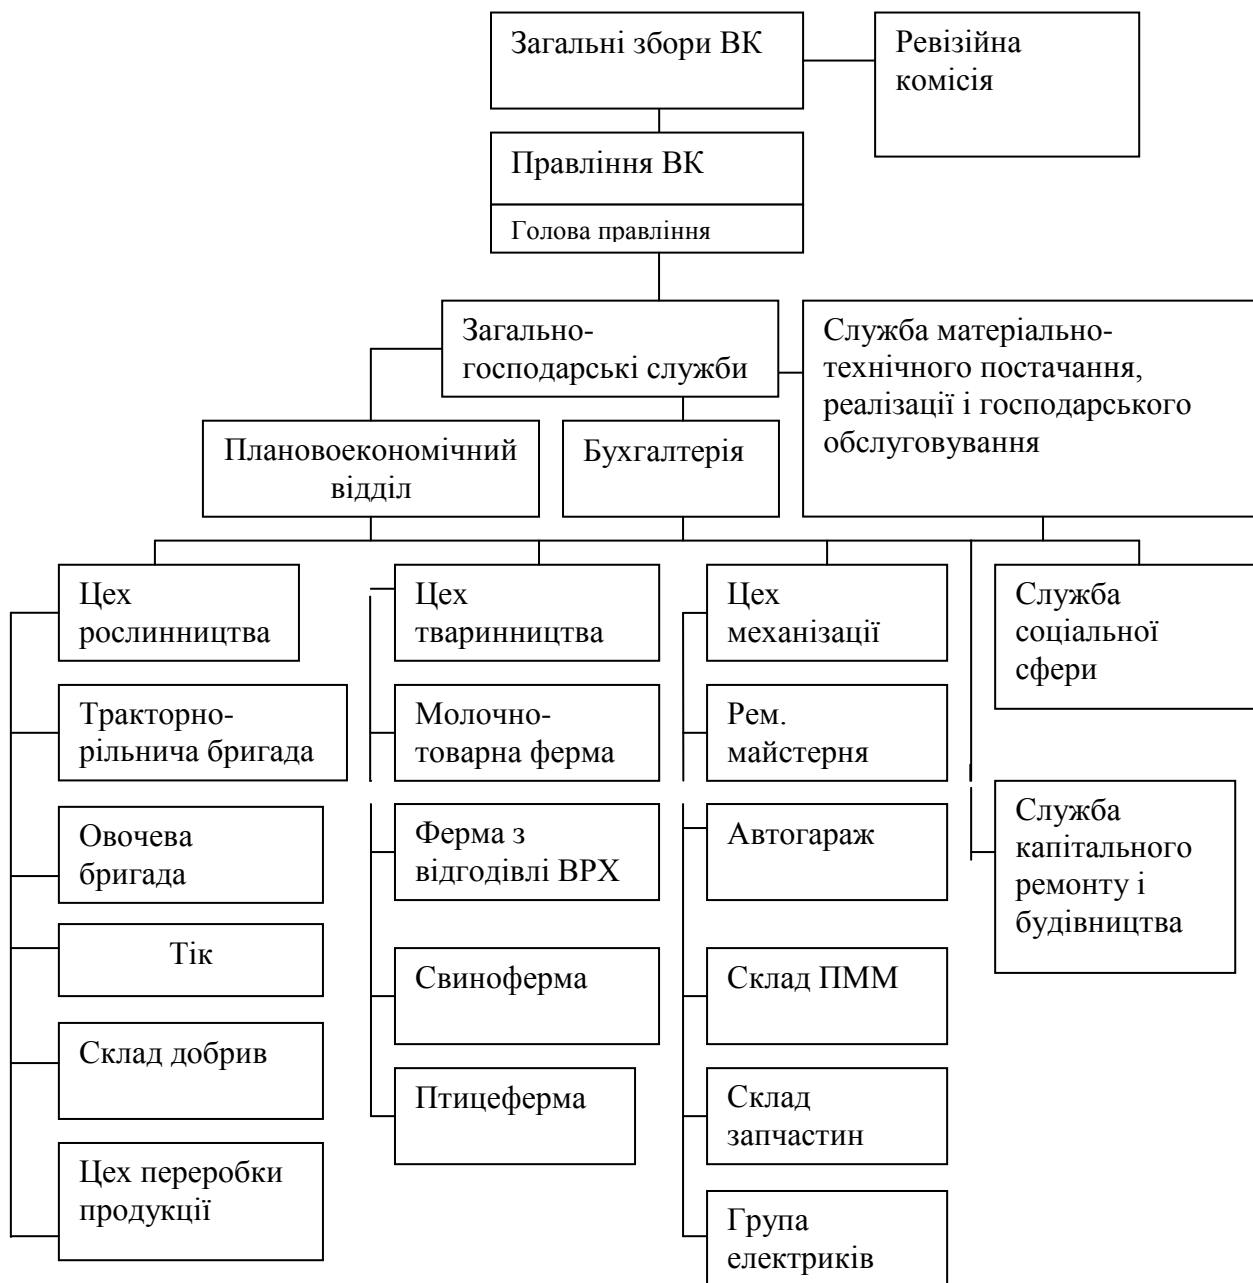 Загальні збори ВК
Ревізійна
комісія
Правління ВК
Голова правління
Загально-
господарські служби
Служба матеріально-
технічного постачання,
реалізації і господарського
обслуговування
Плановоекономічний
відділ
Бухгалтерія
Цех
рослинництва
Тракторно-
рільнича бригада
Овочева
бригада
Тік
Склад добрив
Цех переробки
продукції
Цех
тваринництва
Молочно-
товарна ферма
Ферма з
відгодівлі ВРХ
Свиноферма
Птицеферма
Цех
механізації
Рем.
майстерня
Автогараж
Склад ПММ
Склад
запчастин
Група
електриків
Служба
соціальної
сфери
Служба
капітального
ремонту і
будівництва